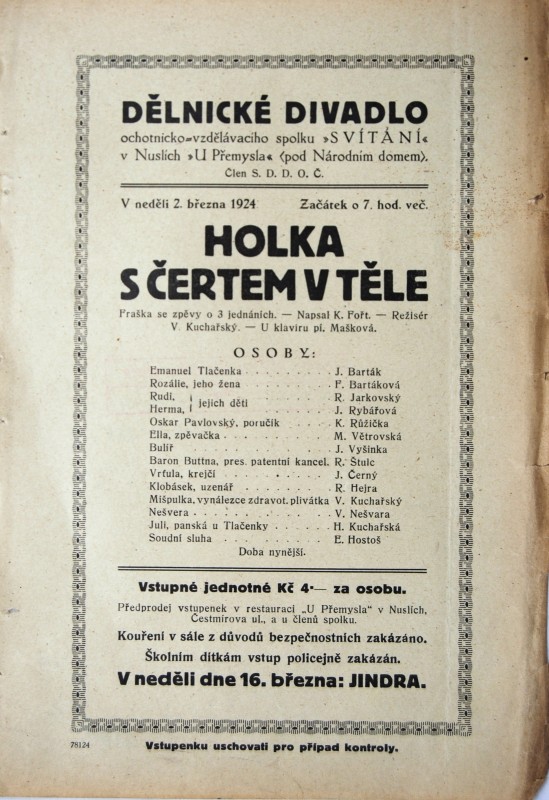 DĚLNICKÉ DIVADLO
ochotnicko-vzdělávacího spolku »SVÍTÁNÍ«
v Nuslích »U Přemysla« (pod Národním domem).
Člen S. D. D. O. Č.
V neděli 2. března 1924 Začátek o 7. hod. več.
HOLKA
S ČERTEM V TĚLE
Fraška se zpěvy o 3 jednáních. — Napsal K. Fořt. — Režisér
V. Kuchařský. — U klavíru pí. Mašková.
OSOBY:
Emanuel Tlačenka . . . . . . . . . J. Barták
Rozálie, jeho žena . . . . . . . . F. Bartáková
Rudi, } jejich děti . . . . . . . . R. Jarkovský
Herma, } J. Rybářová
Oskar Pavlovský, poručík . . . . K. Růžička
Ella, zpěvačka . . . . . . . . . . M. Větrovská
Bulíř . . . . . . . . . . . . . J. Vyšinka
Baron Buttna, pres. patentní kancel. R. Štulc
Vrťula, krejčí . . . . . . . . . . J. Černý
Klobásek, uzenář . . . . . . . . R. Hejra
Mišpulka, vynálezce zdravot. plivátka V. Kuchařský
Nešvera . . . . . . . . . . . . V. Nešvara
Juli, panská u Tlačenky . . . . . . H. Kuchařská
Soudní sluha . . . . . . . . . . E. Hostoš
Doba nynější.
Vstupné jednotné Kč 4·— za osobu.
Předprodej vstupenek v restauraci „U Přemysla“ v Nuslích,
Čestmírova ul., a u členů spolku.
Kouření v sále z důvodů bezpečnostních zakázáno.
Školním dítkám vstup policejně zakázán.
V neděli dne 16. března: JINDRA.
78124 Vstupenku uschovati pro případ kontroly.